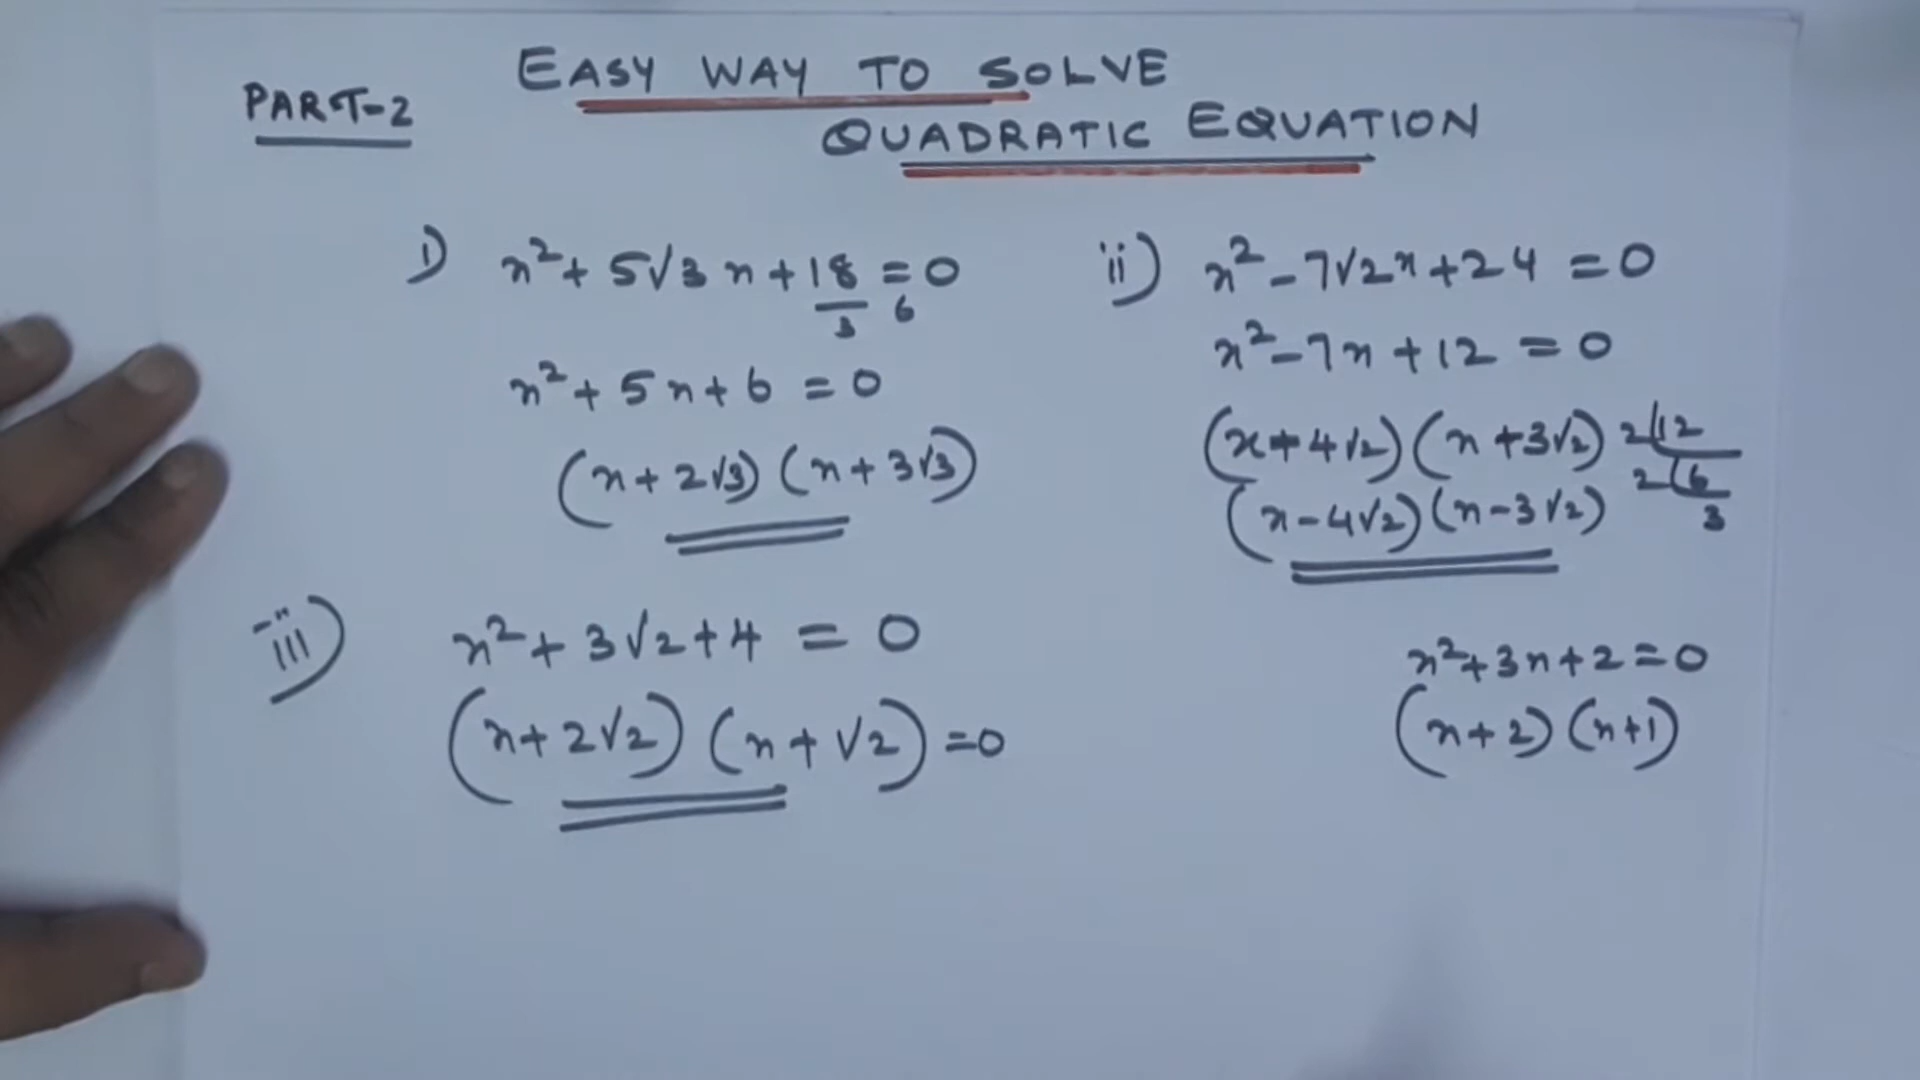 PART-2
EASY WAY TO SOLVE
QUADRATIC EQUATION
i) x² + 5√3 x + 18 = 0
3 6
x² + 5x + 6 = 0
(x + 2√3) (x + 3√3)
ii) x² - 7√2x + 24 = 0
x² - 7x + 12 = 0
(x + 4√2) (x + 3√2) 2 12
(x - 4√2) (x - 3√2) 2 6
3
iii) x² + 3√2 + 4 = 0
(x + 2√2) (x + √2) = 0
x² + 3x + 2 = 0
(x + 2) (x + 1)